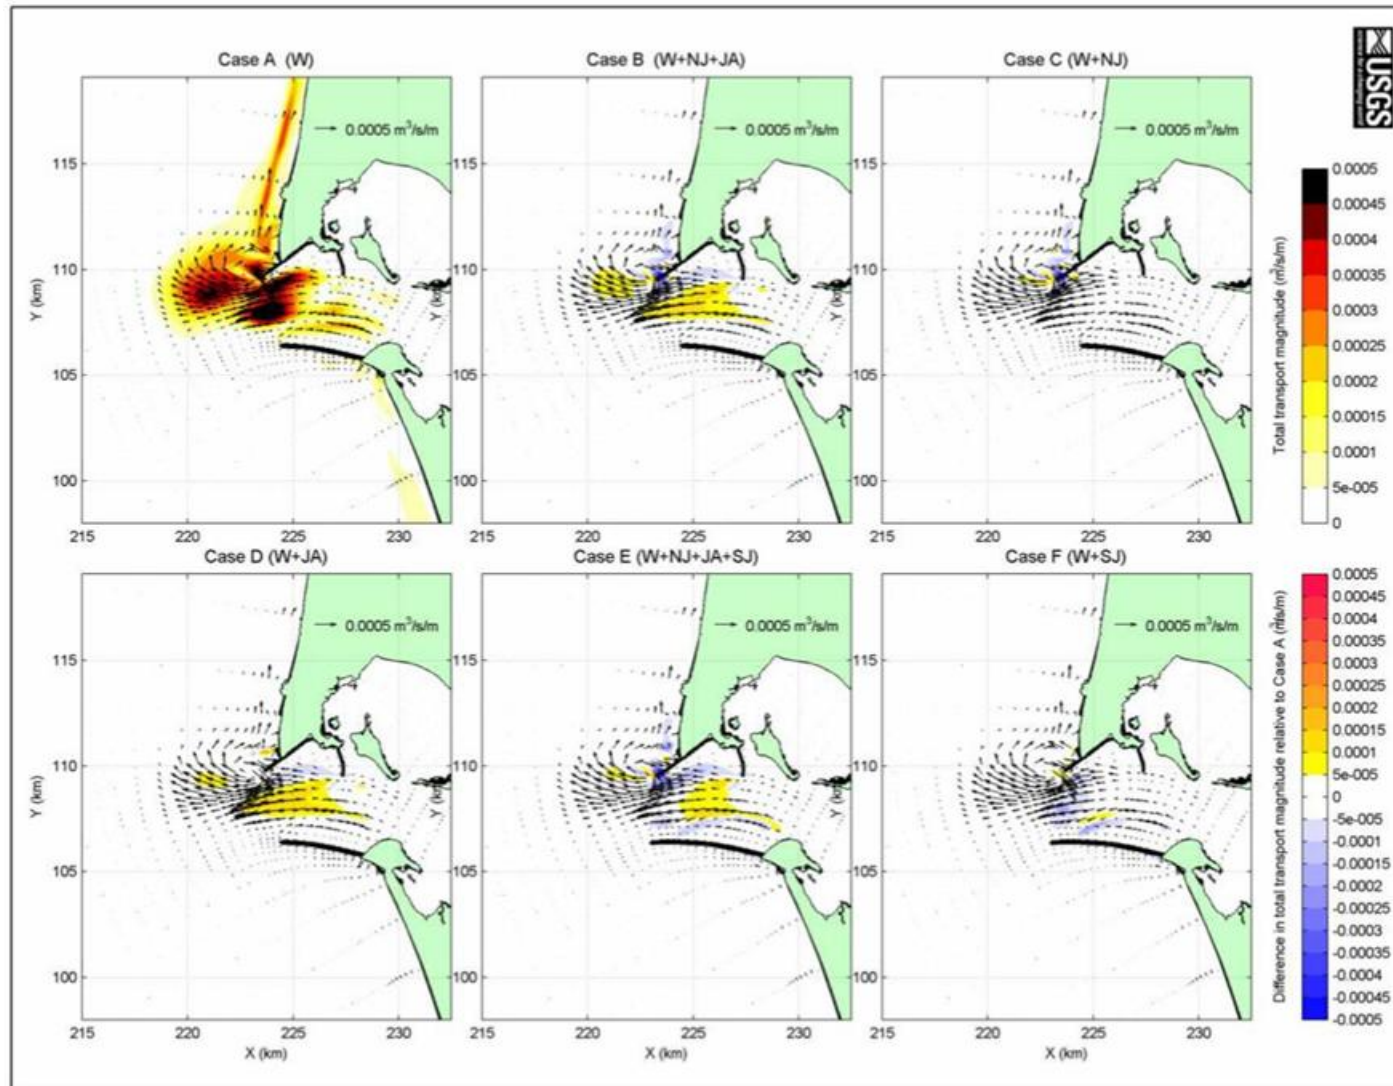 Case A (W)
Case B (W+NJ+JA)
Case C (W+NJ)
USGS
0.0005 m³/s/m
0.0005 m³/s/m
0.0005 m³/s/m
115
110
105
100
Y (km)
115
110
105
100
Y (km)
115
110
105
100
Y (km)
215 220 225 230
215 220 225 230
215 220 225 230
Total transport magnitude (m³/s/m)
0.0005
0.00045
0.0004
0.00035
0.0003
0.00025
0.0002
0.00015
0.0001
5e-005
0
Case D (W+JA)
Case E (W+NJ+JA+SJ)
Case F (W+SJ)
0.0005 m³/s/m
0.0005 m³/s/m
0.0005 m³/s/m
115
110
105
100
Y (km)
115
110
105
100
Y (km)
115
110
105
100
Y (km)
215 220 225 230
215 220 225 230
215 220 225 230
X (km)
X (km)
X (km)
Difference in total transport magnitude relative to Case A (m³/s/m)
0.0005
0.00045
0.0004
0.00035
0.0003
0.00025
0.0002
0.00015
0.0001
5e-005
0
-5e-005
-0.0001
-0.00015
-0.0002
-0.00025
-0.0003
-0.00035
-0.0004
-0.00045
-0.0005